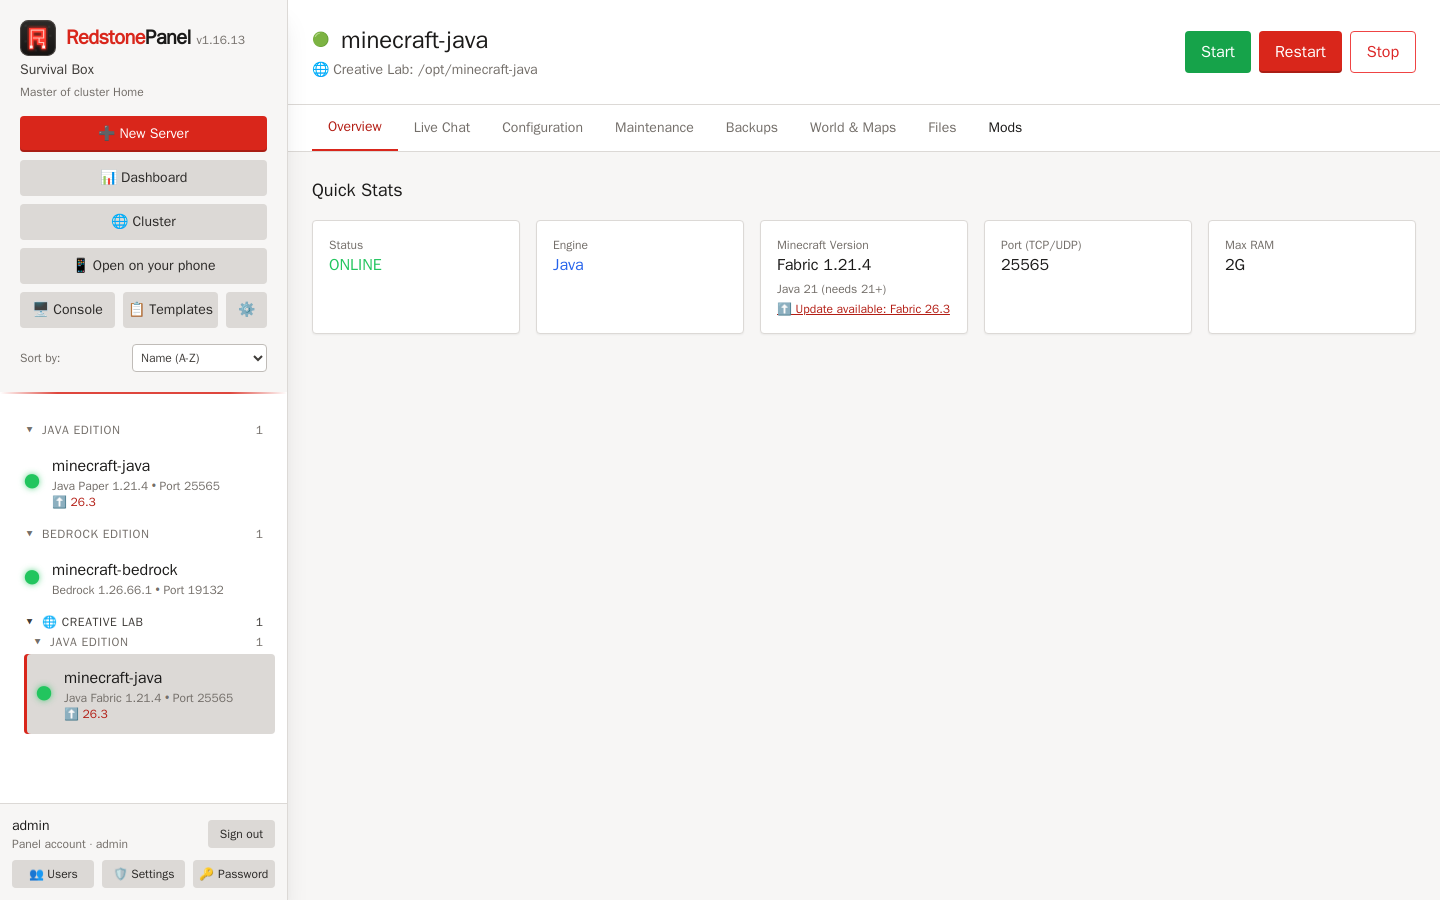 RedstonePanel v1.16.13
Survival Box
Master of cluster Home
➕ New Server
📊 Dashboard
🌐 Cluster
📱 Open on your phone
🖥️ Console
📋 Templates
⚙️
Sort by:
Name (A-Z)
▼ JAVA EDITION 1
minecraft-java
Java Paper 1.21.4 • Port 25565
⬆️ 26.3
▼ BEDROCK EDITION 1
minecraft-bedrock
Bedrock 1.26.66.1 • Port 19132
▼ 🌐 CREATIVE LAB 1
▼ JAVA EDITION 1
minecraft-java
Java Fabric 1.21.4 • Port 25565
⬆️ 26.3
admin
Panel account · admin
Sign out
👥 Users
🛡️ Settings
🔑 Password
🟢 minecraft-java
🌐 Creative Lab: /opt/minecraft-java
Start
Restart
Stop
Overview
Live Chat
Configuration
Maintenance
Backups
World & Maps
Files
Mods
Quick Stats
Status
ONLINE
Engine
Java
Minecraft Version
Fabric 1.21.4
Java 21 (needs 21+)
⬆️ Update available: Fabric 26.3
Port (TCP/UDP)
25565
Max RAM
2G